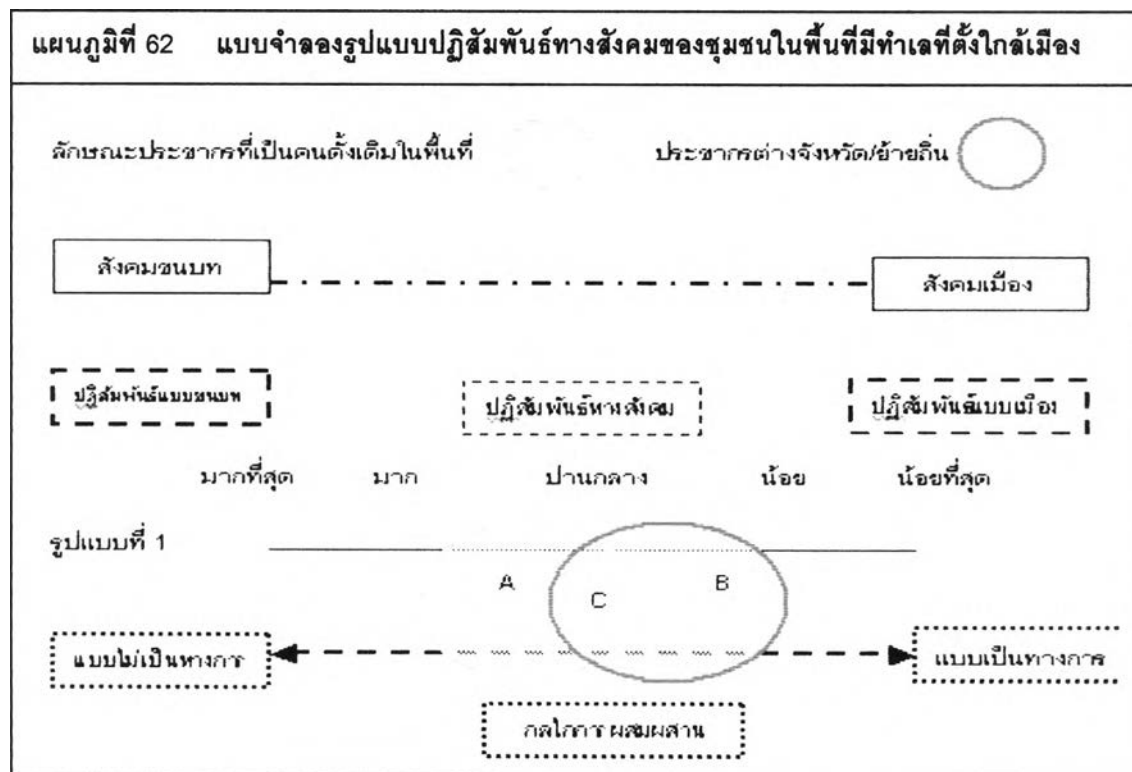 แผนภูมิที่ 62 แบบจำลองรูปแบบปฏิสัมพันธ์ทางสังคมของชุมชนในพื้นที่มีทำเลที่ตั้งใกล้เมือง
ลักษณะประชากรที่เป็นคนดั้งเดิมในพื้นที่ ประชากรต่างจังหวัด/ย้ายถิ่น
สังคมชนบท สังคมเมือง
ปฏิสัมพันธ์แบบชนบท ปฏิสัมพันธ์ทางสังคม ปฏิสัมพันธ์แบบเมือง
มากที่สุด มาก ปานกลาง น้อย น้อยที่สุด
รูปแบบที่ 1
A C B
แบบไม่เป็นทางการ แบบเป็นทางการ
กลไกการผสมผสาน